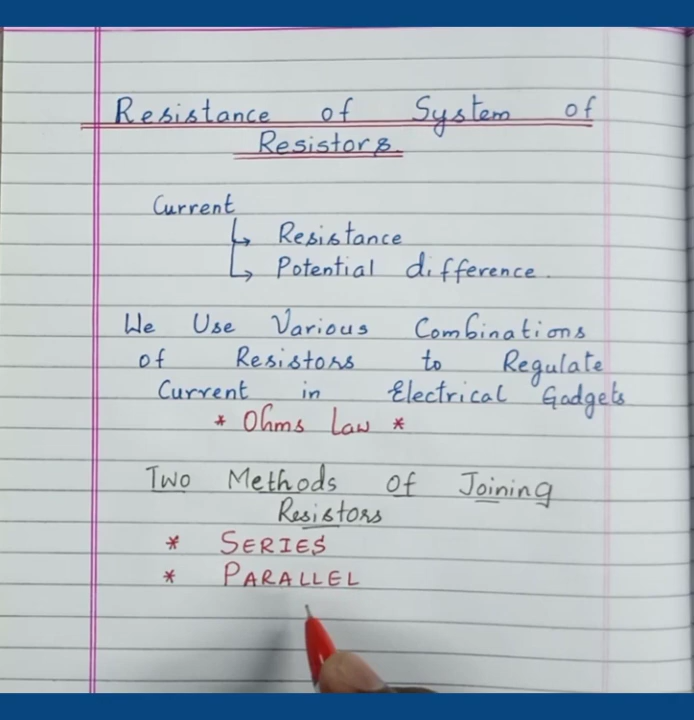 Resistance of System of
Resistors.
Current
↳ Resistance
↳ Potential difference.
We Use Various Combinations
of Resistors to Regulate
Current in Electrical Gadgets
* Ohms Law *
Two Methods Of Joining
Resistors
* SERIES
* PARALLEL